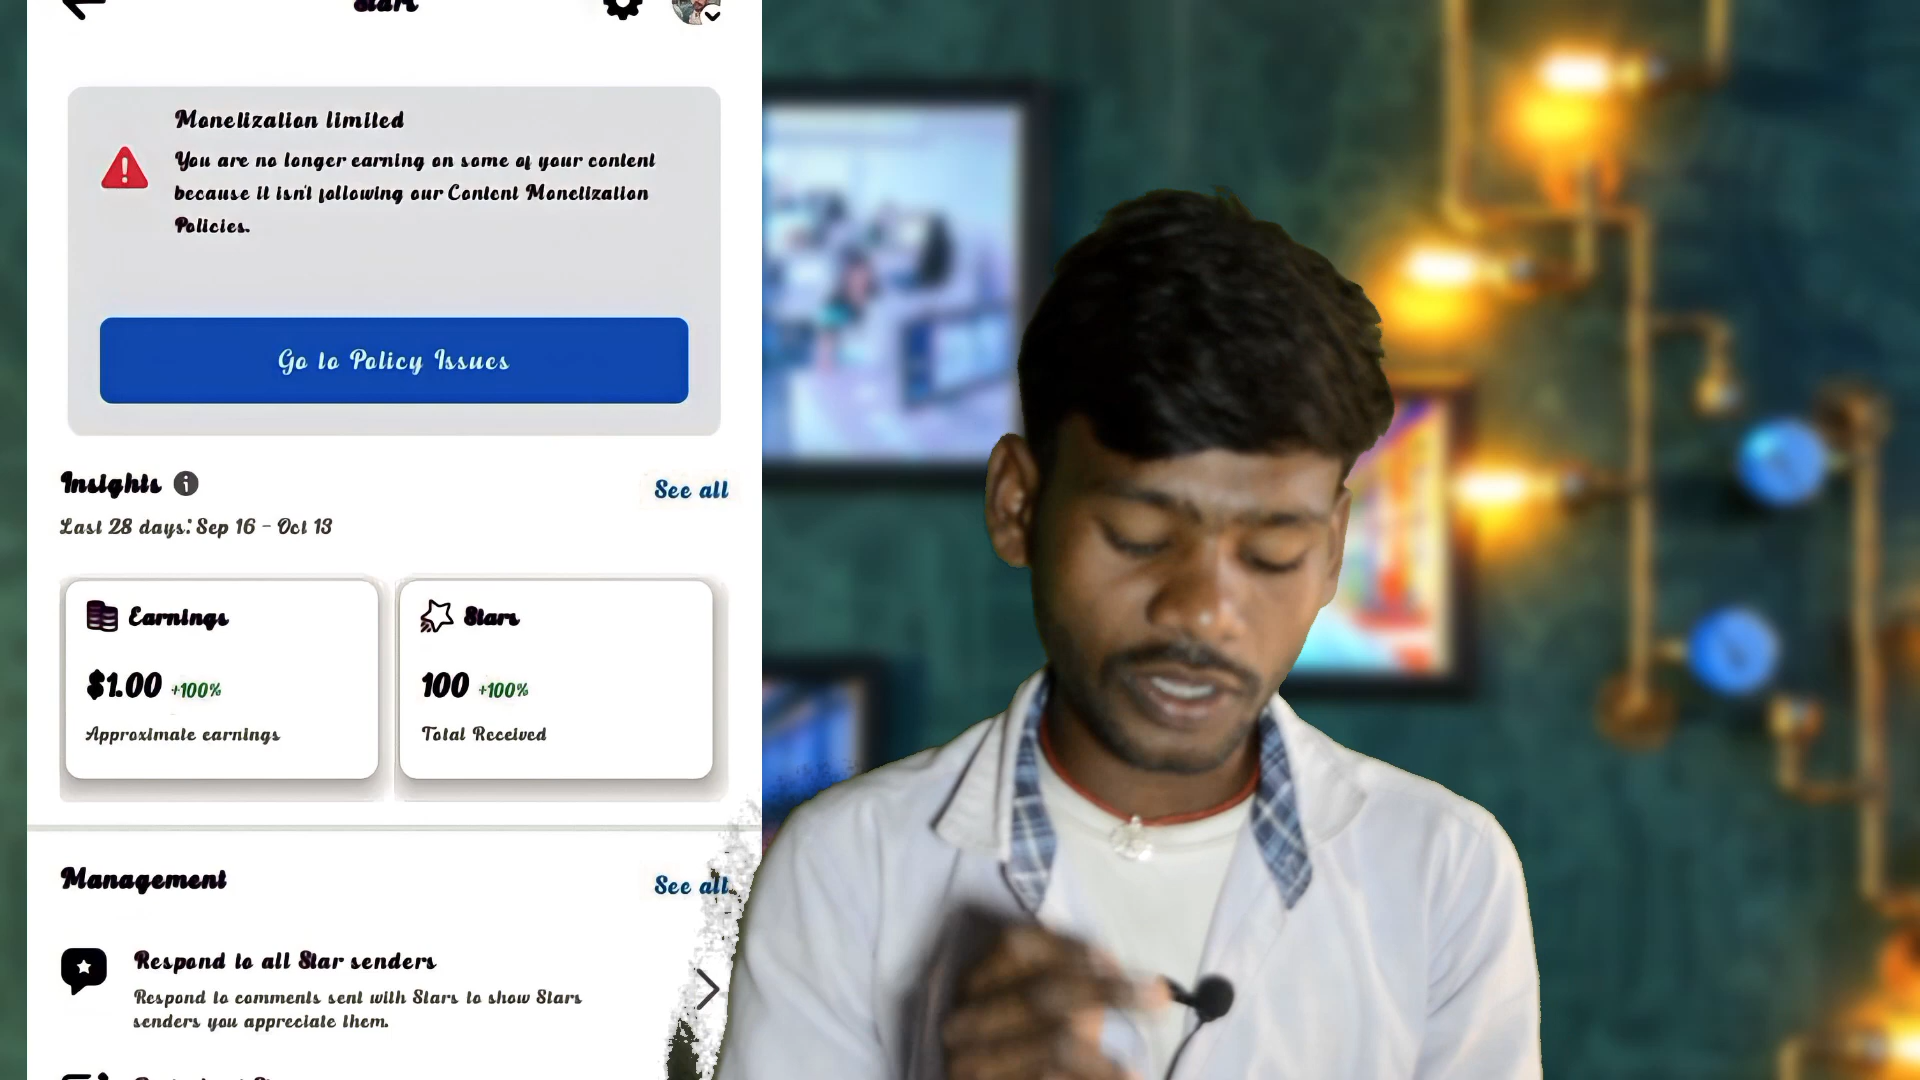 Stars
Monetization limited
You are no longer earning on some of your content
because it isn't following our Content Monetization
Policies.
Go to Policy Issues
Insights
See all
Last 28 days: Sep 16 - Oct 13
Earnings
Stars
$1.00 +100%
100 +100%
Approximate earnings
Total Received
Management
See all
Respond to all Star senders
Respond to comments sent with Stars to show Stars
senders you appreciate them.